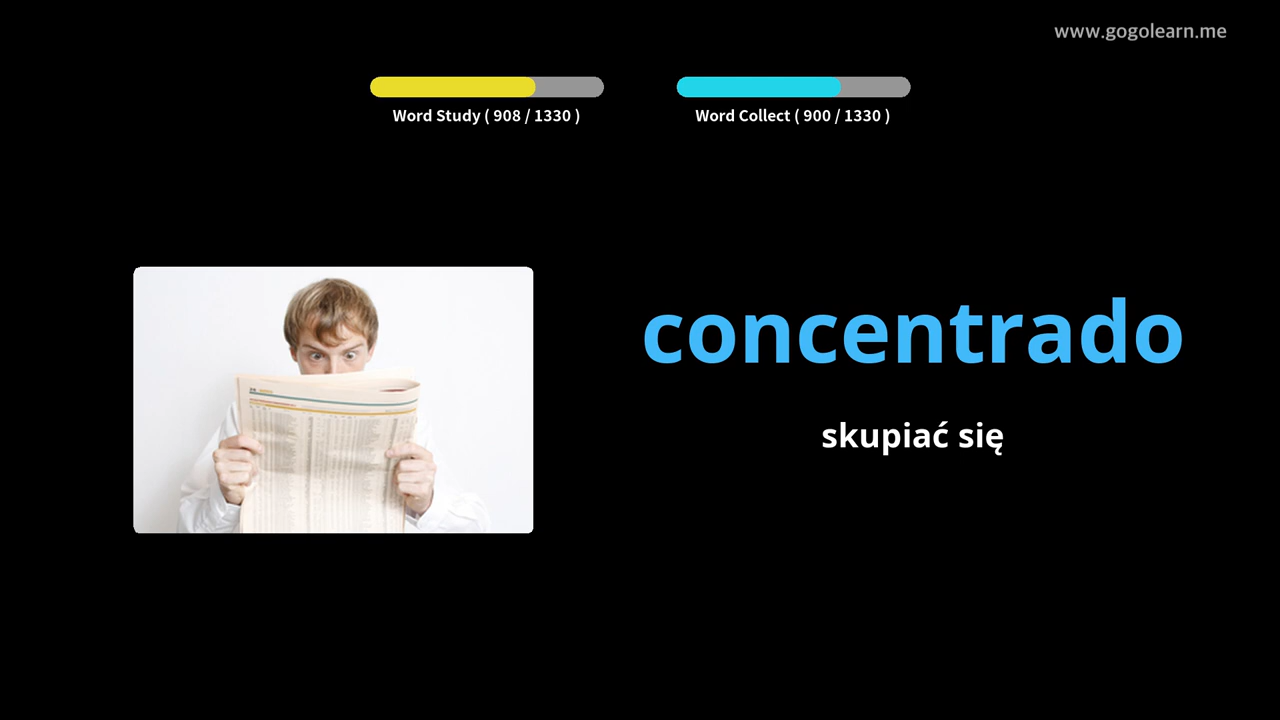 www.gogolearn.me
Word Study ( 908 / 1330 )
Word Collect ( 900 / 1330 )
concentrado
skupiać się